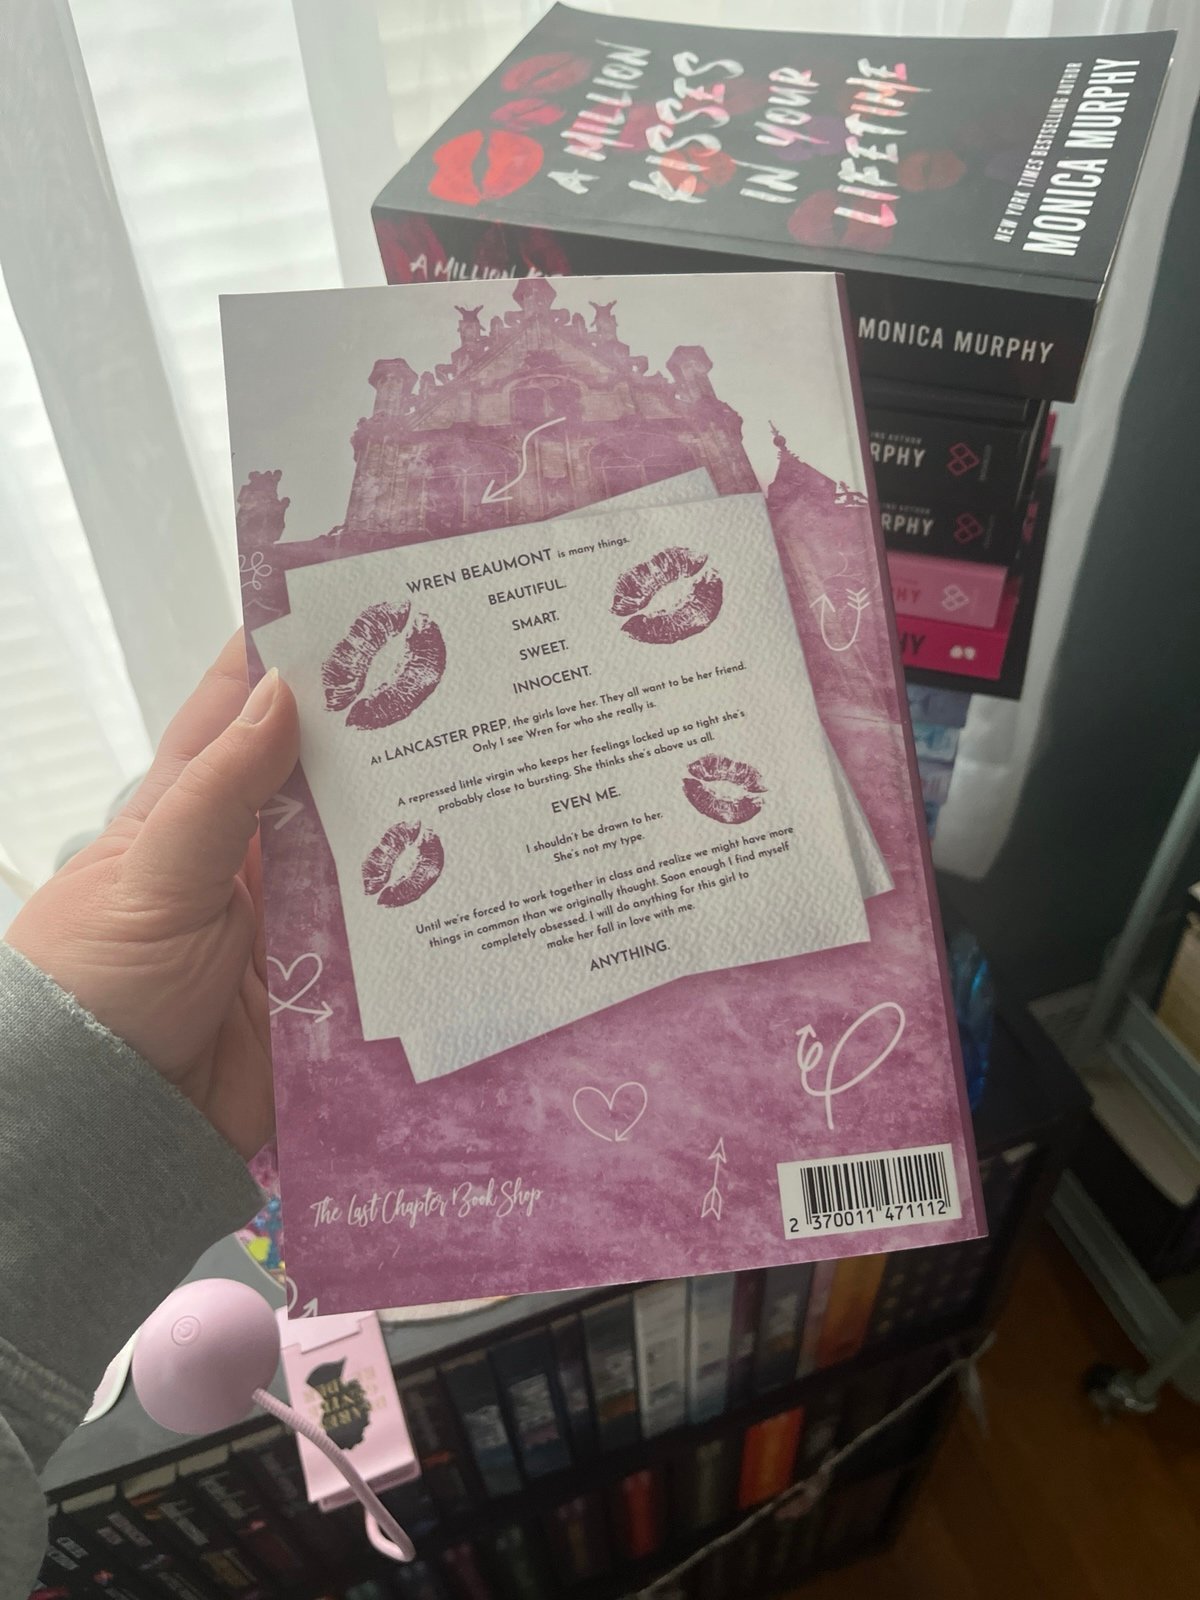 A MILLION
KISSES
IN YOUR
LIFETIME
NEW YORK TIMES BESTSELLING AUTHOR
MONICA MURPHY
A MILLION
MONICA MURPHY
AUTHOR
RPHY
AUTHOR
RPHY
WREN BEAUMONT is many things.
BEAUTIFUL.
SMART.
SWEET.
INNOCENT.
At LANCASTER PREP, the girls love her. They all want to be her friend.
Only I see Wren for who she really is.
A repressed little virgin who keeps her feelings locked up so tight she's
probably close to bursting. She thinks she's above us all.
EVEN ME.
I shouldn't be drawn to her.
She's not my type.
Until we're forced to work together in class and realize we might have more
things in common than we originally thought. Soon enough I find myself
completely obsessed. I will do anything for this girl to
make her fall in love with me.
ANYTHING.
The Last Chapter Book Shop
2 370011 471112